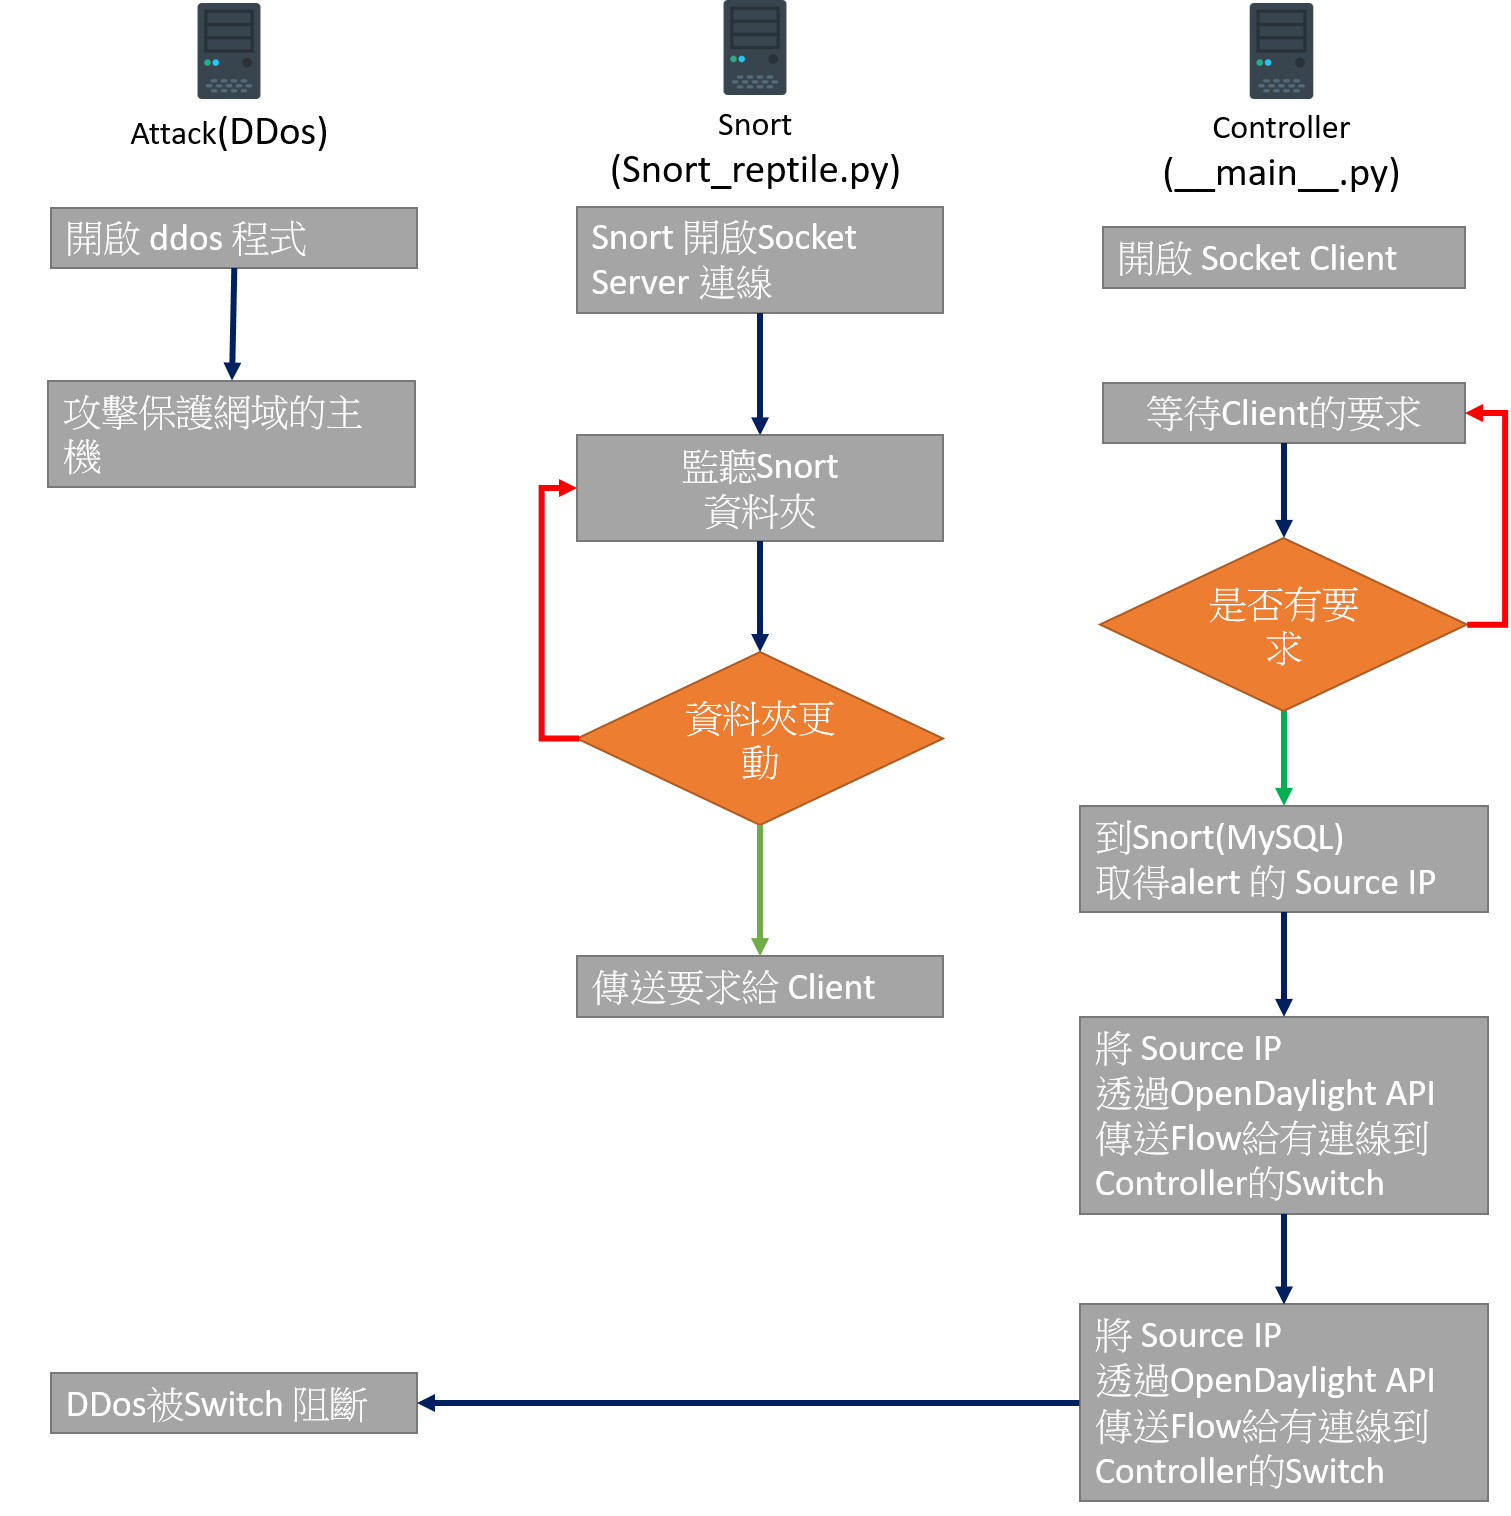 Attack(DDos)
開啟 ddos 程式
攻擊保護網域的主
機
DDos被Switch 阻斷
Snort
(Snort_reptile.py)
Snort 開啟Socket
Server 連線
監聽Snort
資料夾
資料夾更
動
傳送要求給 Client
Controller
(__main__.py)
開啟 Socket Client
等待Client的要求
是否有要
求
到Snort(MySQL)
取得alert 的 Source IP
將 Source IP
透過OpenDaylight API
傳送Flow給有連線到
Controller的Switch
將 Source IP
透過OpenDaylight API
傳送Flow給有連線到
Controller的Switch